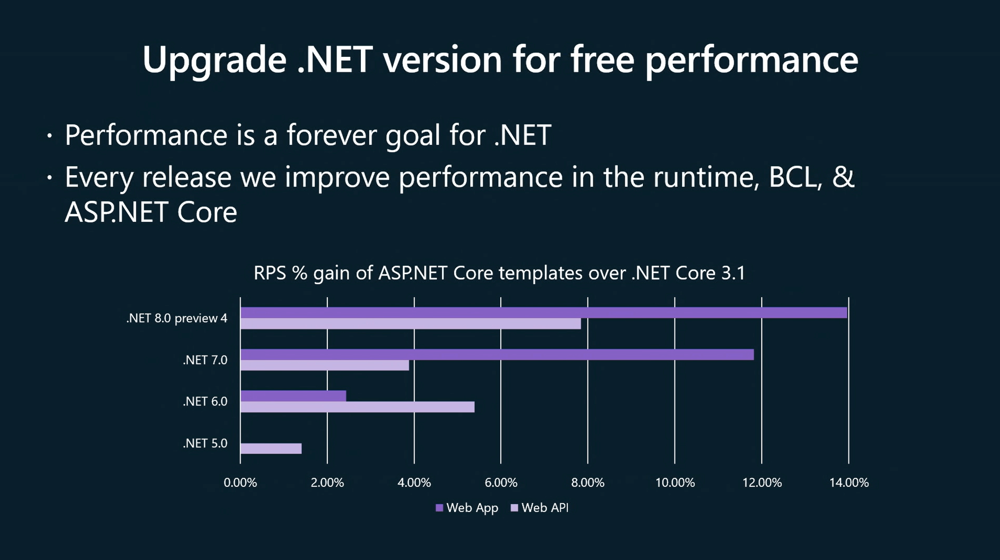 Upgrade .NET version for free performance
· Performance is a forever goal for .NET
· Every release we improve performance in the runtime, BCL, &
ASP.NET Core
RPS % gain of ASP.NET Core templates over .NET Core 3.1
.NET 8.0 preview 4
.NET 7.0
.NET 6.0
.NET 5.0
0.00% 2.00% 4.00% 6.00% 8.00% 10.00% 12.00% 14.00%
Web App Web API